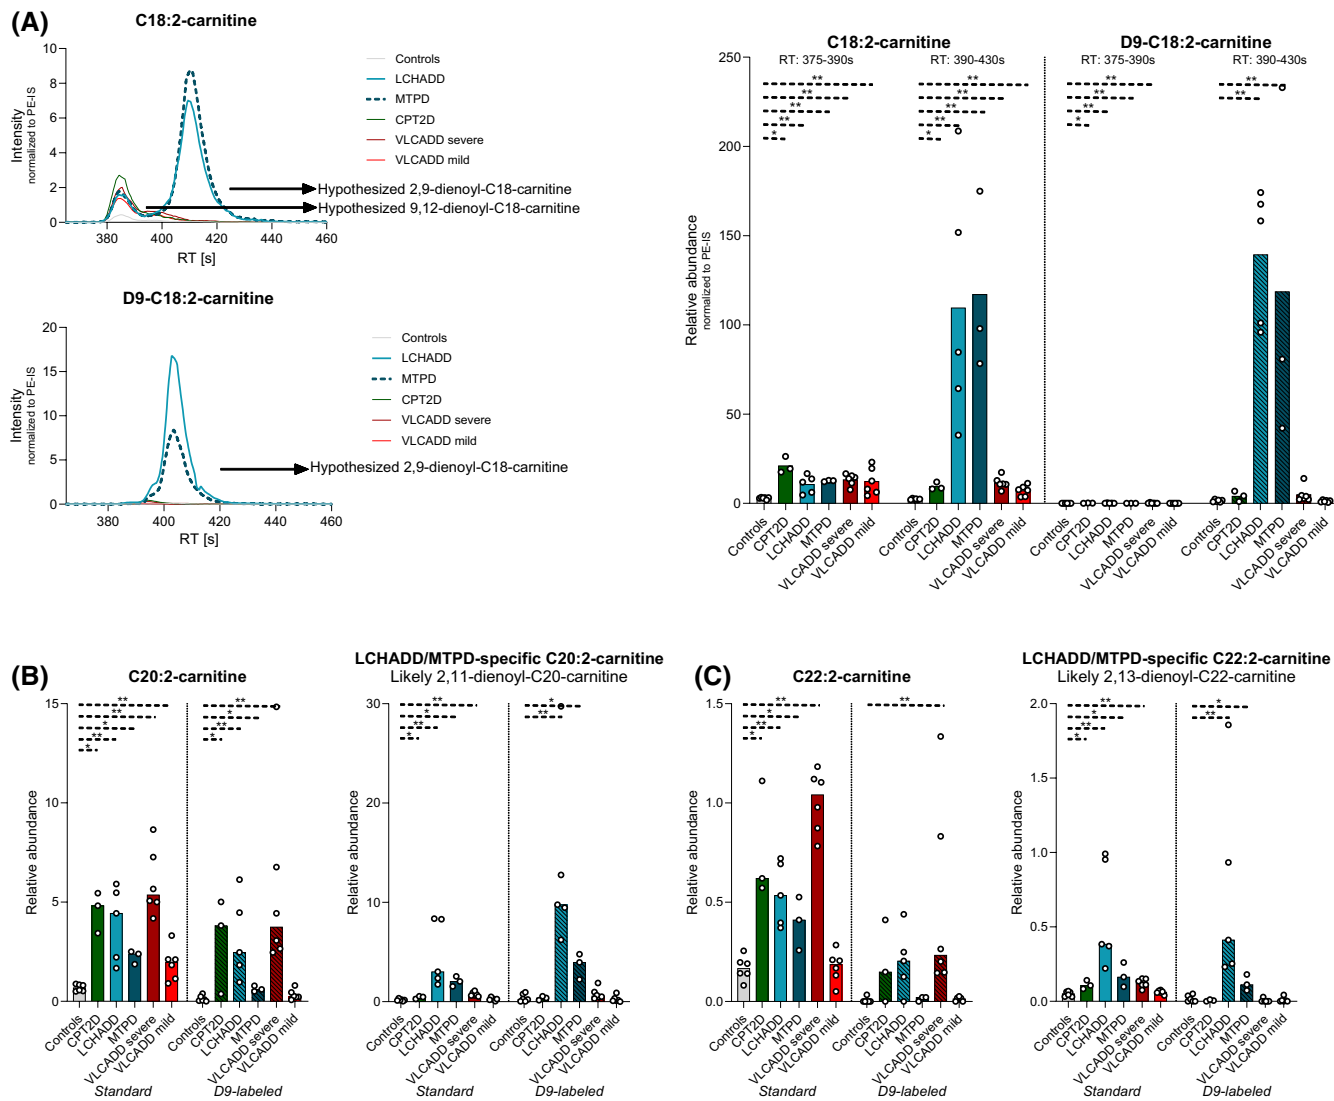 (A)
C18:2-carnitine
10
8
6
4
2
0
Intensity
normalized to PE-IS
380 400 420 440 460
RT [s]
Controls
LCHADD
MTPD
CPT2D
VLCADD severe
VLCADD mild
Hypothesized 2,9-dienoyl-C18-carnitine
Hypothesized 9,12-dienoyl-C18-carnitine
D9-C18:2-carnitine
20
15
10
5
0
Intensity
normalized to PE-IS
380 400 420 440 460
RT [s]
Controls
LCHADD
MTPD
CPT2D
VLCADD severe
VLCADD mild
Hypothesized 2,9-dienoyl-C18-carnitine
C18:2-carnitine D9-C18:2-carnitine
RT: 375-390s RT: 390-430s RT: 375-390s RT: 390-430s
** ** ** **
** ** ** **
** ** **
** ** *
* *
250
200
150
100
50
0
Relative abundance
normalized to PE-IS
Controls CPT2D LCHADD MTPD VLCADD severe VLCADD mild
Controls CPT2D LCHADD MTPD VLCADD severe VLCADD mild
Controls CPT2D LCHADD MTPD VLCADD severe VLCADD mild
Controls CPT2D LCHADD MTPD VLCADD severe VLCADD mild
(B)
C20:2-carnitine
** **
** *
* **
** *
*
15
10
5
0
Relative abundance
Controls CPT2D LCHADD MTPD VLCADD severe VLCADD mild
Controls CPT2D LCHADD MTPD VLCADD severe VLCADD mild
Standard D9-labeled
LCHADD/MTPD-specific C20:2-carnitine
Likely 2,11-dienoyl-C20-carnitine
** *
* **
**
*
30
20
10
0
Relative abundance
Controls CPT2D LCHADD MTPD VLCADD severe VLCADD mild
Controls CPT2D LCHADD MTPD VLCADD severe VLCADD mild
Standard D9-labeled
(C)
C22:2-carnitine
** **
*
**
*
1.5
1.0
0.5
0.0
Relative abundance
Controls CPT2D LCHADD MTPD VLCADD severe VLCADD mild
Controls CPT2D LCHADD MTPD VLCADD severe VLCADD mild
Standard D9-labeled
LCHADD/MTPD-specific C22:2-carnitine
Likely 2,13-dienoyl-C22-carnitine
** *
* **
**
*
2.0
1.5
1.0
0.5
0.0
Relative abundance
Controls CPT2D LCHADD MTPD VLCADD severe VLCADD mild
Controls CPT2D LCHADD MTPD VLCADD severe VLCADD mild
Standard D9-labeled